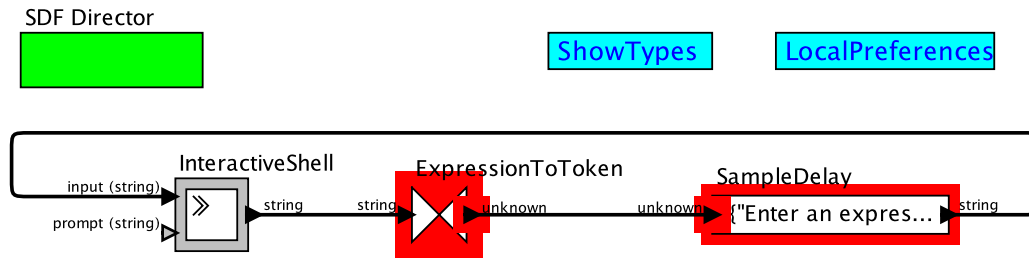 SDF Director
ShowTypes
LocalPreferences
InteractiveShell
ExpressionToToken
SampleDelay
input (string)
string
string
unknown
unknown
{"Enter an expres...
string
prompt (string)